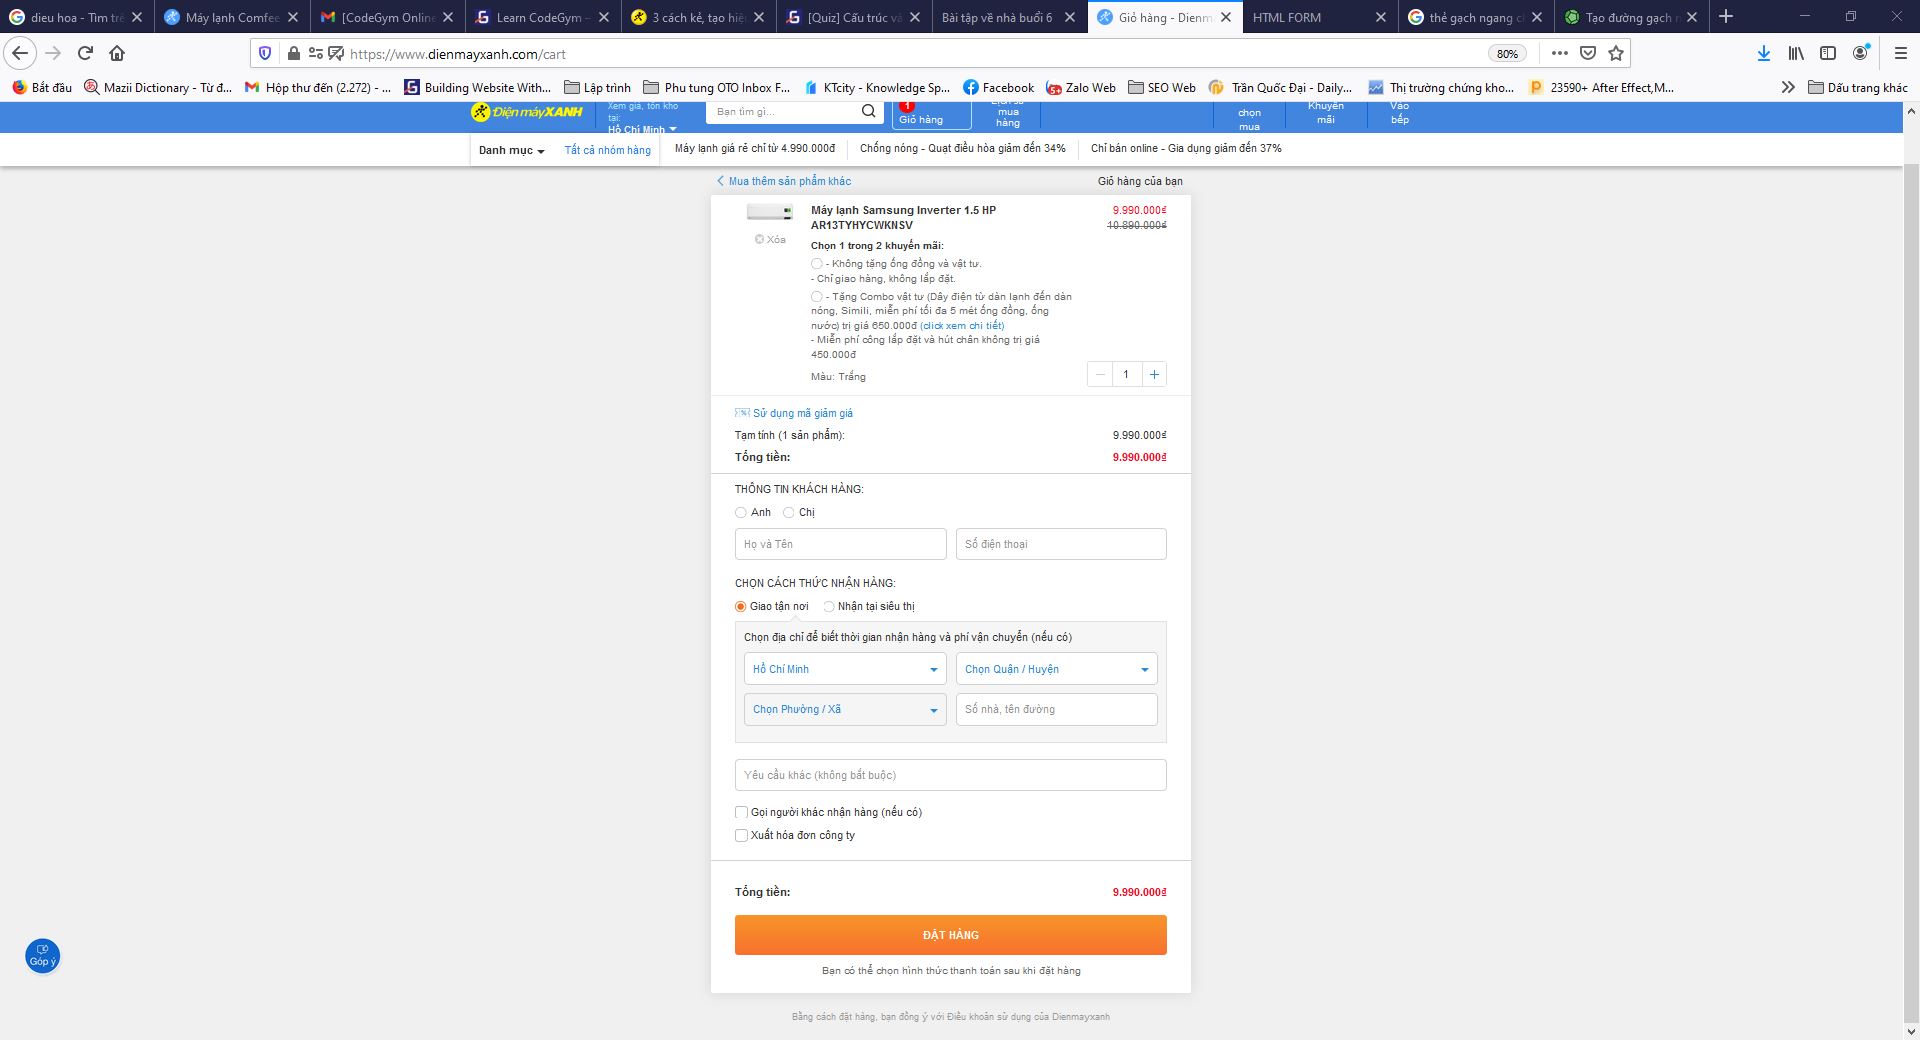 dieu hoa - Tìm trê
Máy lạnh Comfee
[CodeGym Online
Learn CodeGym –
3 cách kẻ, tạo hiệu
[Quiz] Cấu trúc và
Bài tập về nhà buổi 6
Giỏ hàng - Dienm
HTML FORM
thẻ gạch ngang c
Tạo đường gạch n
https://www.dienmayxanh.com/cart
80%
Bắt đầu
Mazii Dictionary - Từ đ...
Hộp thư đến (2.272) - ...
Building Website With...
Lập trình
Phu tung OTO Inbox F...
KTcity - Knowledge Sp...
Facebook
Zalo Web
SEO Web
Trần Quốc Đại - Daily...
Thị trường chứng kho...
23590+ After Effect,M...
Dấu trang khác
Điện máyXANH
Xem giá, tồn kho
tại:
Hồ Chí Minh
Bạn tìm gì...
1
Giỏ hàng
Lịch sử
mua
hàng
chọn
mua
Khuyến
mãi
Vào
bếp
Danh mục
Tất cả nhóm hàng
Máy lạnh giá rẻ chỉ từ 4.990.000đ
Chống nóng - Quạt điều hòa giảm đến 34%
Chỉ bán online - Gia dụng giảm đến 37%
Mua thêm sản phẩm khác
Giỏ hàng của bạn
Máy lạnh Samsung Inverter 1.5 HP
AR13TYHYCWKNSV
9.990.000₫
10.890.000₫
Xóa
Chọn 1 trong 2 khuyến mãi:
- Không tặng ống đồng và vật tư.
- Chỉ giao hàng, không lắp đặt.
- Tặng Combo vật tư (Dây điện từ dàn lạnh đến dàn
nóng, Simili, miễn phí tối đa 5 mét ống đồng, ống
nước) trị giá 650.000đ (click xem chi tiết)
- Miễn phí công lắp đặt và hút chân không trị giá
450.000đ
Màu: Trắng
1
Sử dụng mã giảm giá
Tạm tính (1 sản phẩm):
9.990.000₫
Tổng tiền:
9.990.000₫
THÔNG TIN KHÁCH HÀNG:
Anh
Chị
Họ và Tên
Số điện thoại
CHỌN CÁCH THỨC NHẬN HÀNG:
Giao tận nơi
Nhận tại siêu thị
Chọn địa chỉ để biết thời gian nhận hàng và phí vận chuyển (nếu có)
Hồ Chí Minh
Chọn Quận / Huyện
Chọn Phường / Xã
Số nhà, tên đường
Yêu cầu khác (không bắt buộc)
Gọi người khác nhận hàng (nếu có)
Xuất hóa đơn công ty
Tổng tiền:
9.990.000₫
ĐẶT HÀNG
Góp ý
Bạn có thể chọn hình thức thanh toán sau khi đặt hàng
Bằng cách đặt hàng, bạn đồng ý với Điều khoản sử dụng của Dienmayxanh